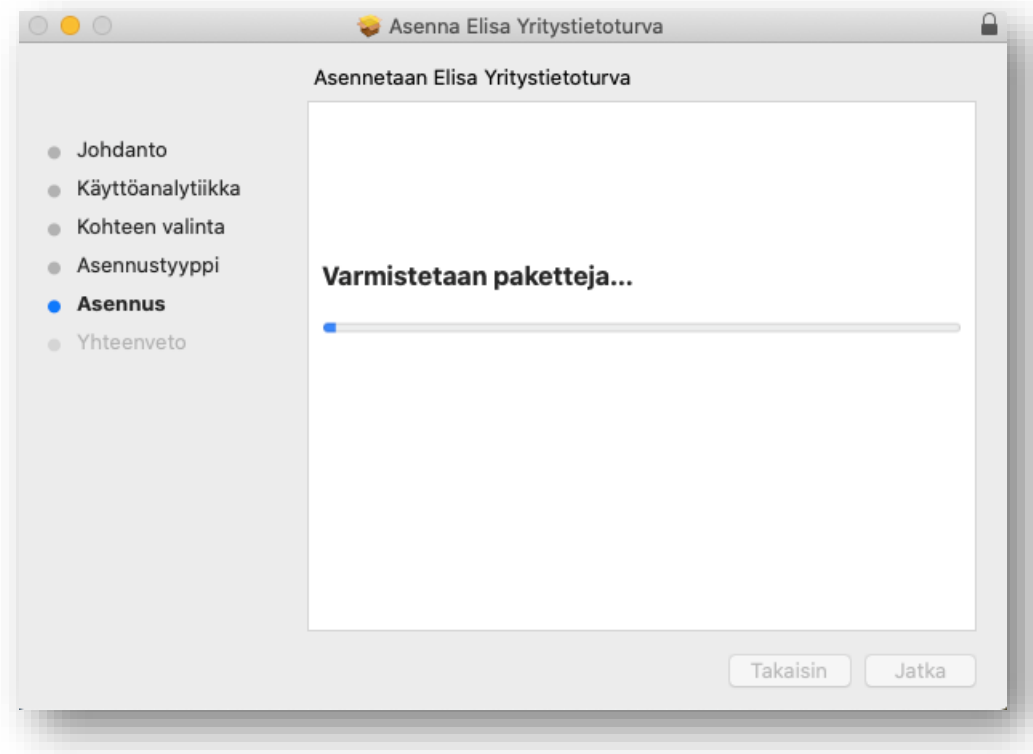 Asenna Elisa Yritystietoturva
Asennetaan Elisa Yritystietoturva
Johdanto
Käyttöanalytiikka
Kohteen valinta
Asennustyyppi
Asennus
Yhteenveto
Varmistetaan paketteja...
Takaisin
Jatka